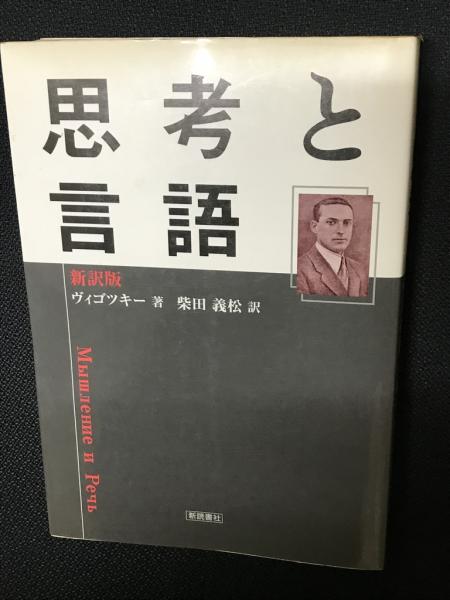 思考と
言語
新訳版
ヴィゴツキー 著 柴田 義松 訳
Мышление и Речь
新読書社